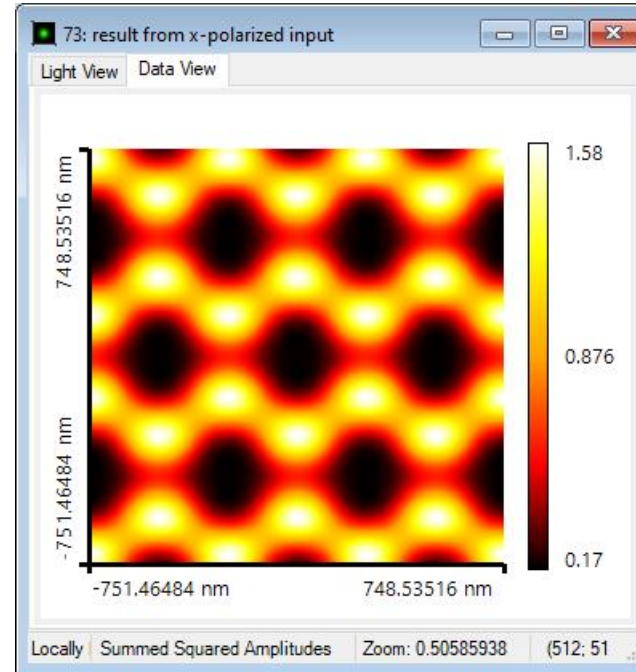 73: result from x-polarized input
Light View Data View
748.53516 nm
-751.46484 nm
1.58
0.876
0.17
-751.46484 nm 748.53516 nm
Locally Summed Squared Amplitudes Zoom: 0.50585938 (512; 51